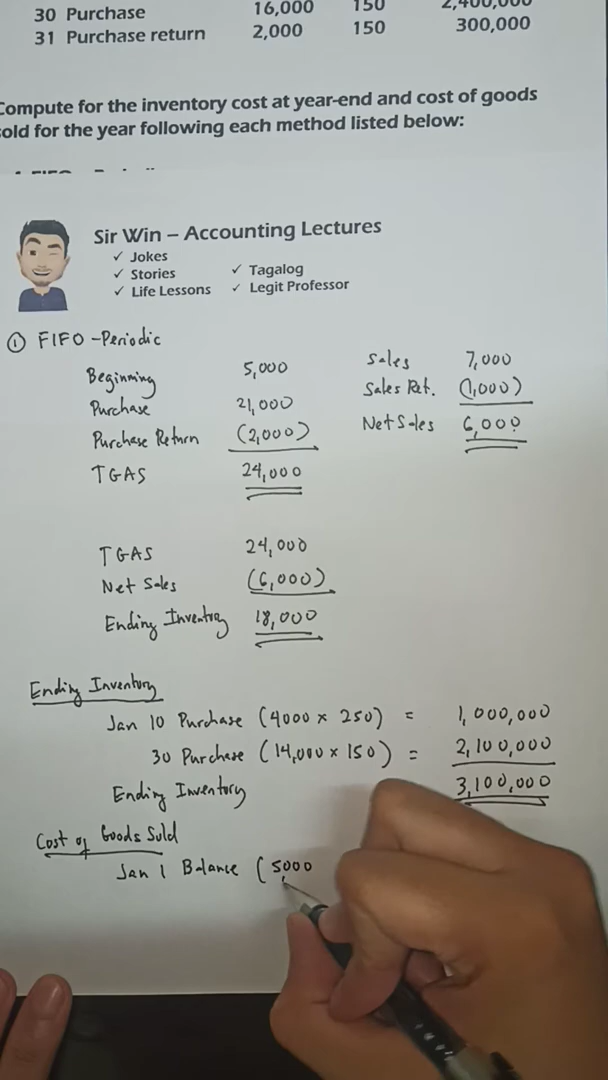 30 Purchase 16,000 150 2,400,000
31 Purchase return 2,000 150 300,000
Compute for the inventory cost at year-end and cost of goods
sold for the year following each method listed below:
Sir Win – Accounting Lectures
✓ Jokes
✓ Stories ✓ Tagalog
✓ Life Lessons ✓ Legit Professor
① FIFO - Periodic
Beginning 5,000 Sales 7,000
Purchase 21,000 Sales Ret. (1,000)
Purchase Return (2,000) Net Sales 6,000
TGAS 24,000
TGAS 24,000
Net Sales (6,000)
Ending Inventory 18,000
Ending Inventory
Jan 10 Purchase (4000 x 250) = 1,000,000
30 Purchase (14,000 x 150) = 2,100,000
Ending Inventory 3,100,000
Cost of Goods Sold
Jan 1 Balance (5000